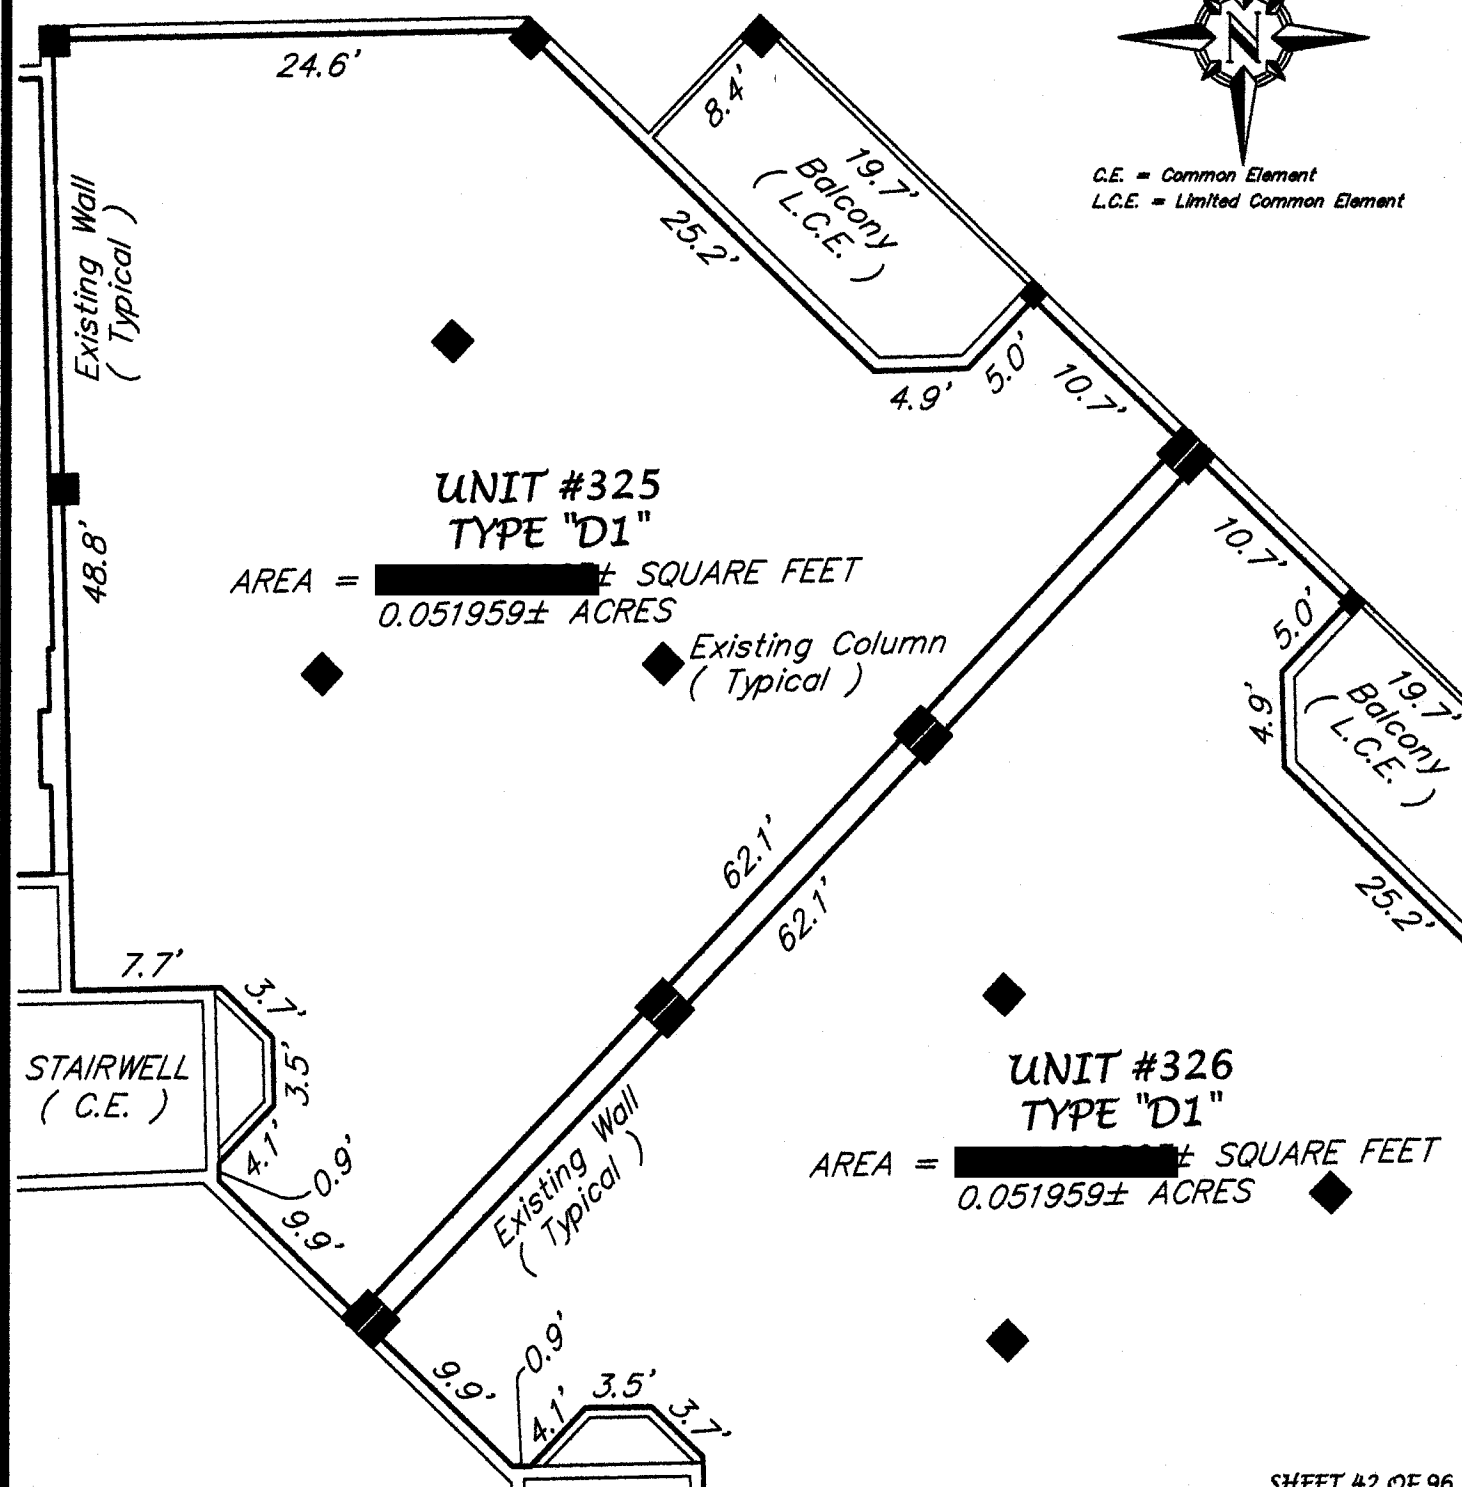 N
C.E. = Common Element
L.C.E. = Limited Common Element
24.6'
8.4'
19.7'
Balcony
( L.C.E. )
25.2'
Existing Wall
( Typical )
4.9'
5.0'
10.7'
48.8'
UNIT #325
TYPE "D1"
AREA = ± SQUARE FEET
0.051959± ACRES
Existing Column
( Typical )
10.7'
5.0'
4.9'
19.7'
Balcony
( L.C.E. )
25.2'
62.1'
62.1'
7.7'
3.7'
3.5'
4.1'
0.9'
9.9'
STAIRWELL
( C.E. )
Existing Wall
( Typical )
UNIT #326
TYPE "D1"
AREA = ± SQUARE FEET
0.051959± ACRES
9.9'
0.9'
4.1'
3.5'
3.7'
SHEET 42 OF 96